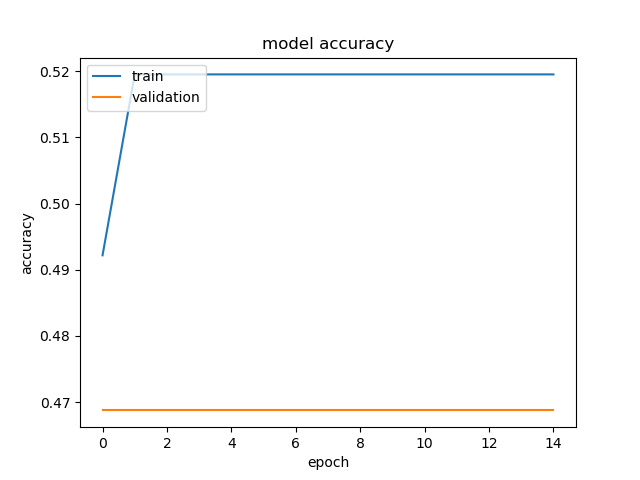 model accuracy
train
validation
accuracy
0.52
0.51
0.50
0.49
0.48
0.47
0 2 4 6 8 10 12 14
epoch